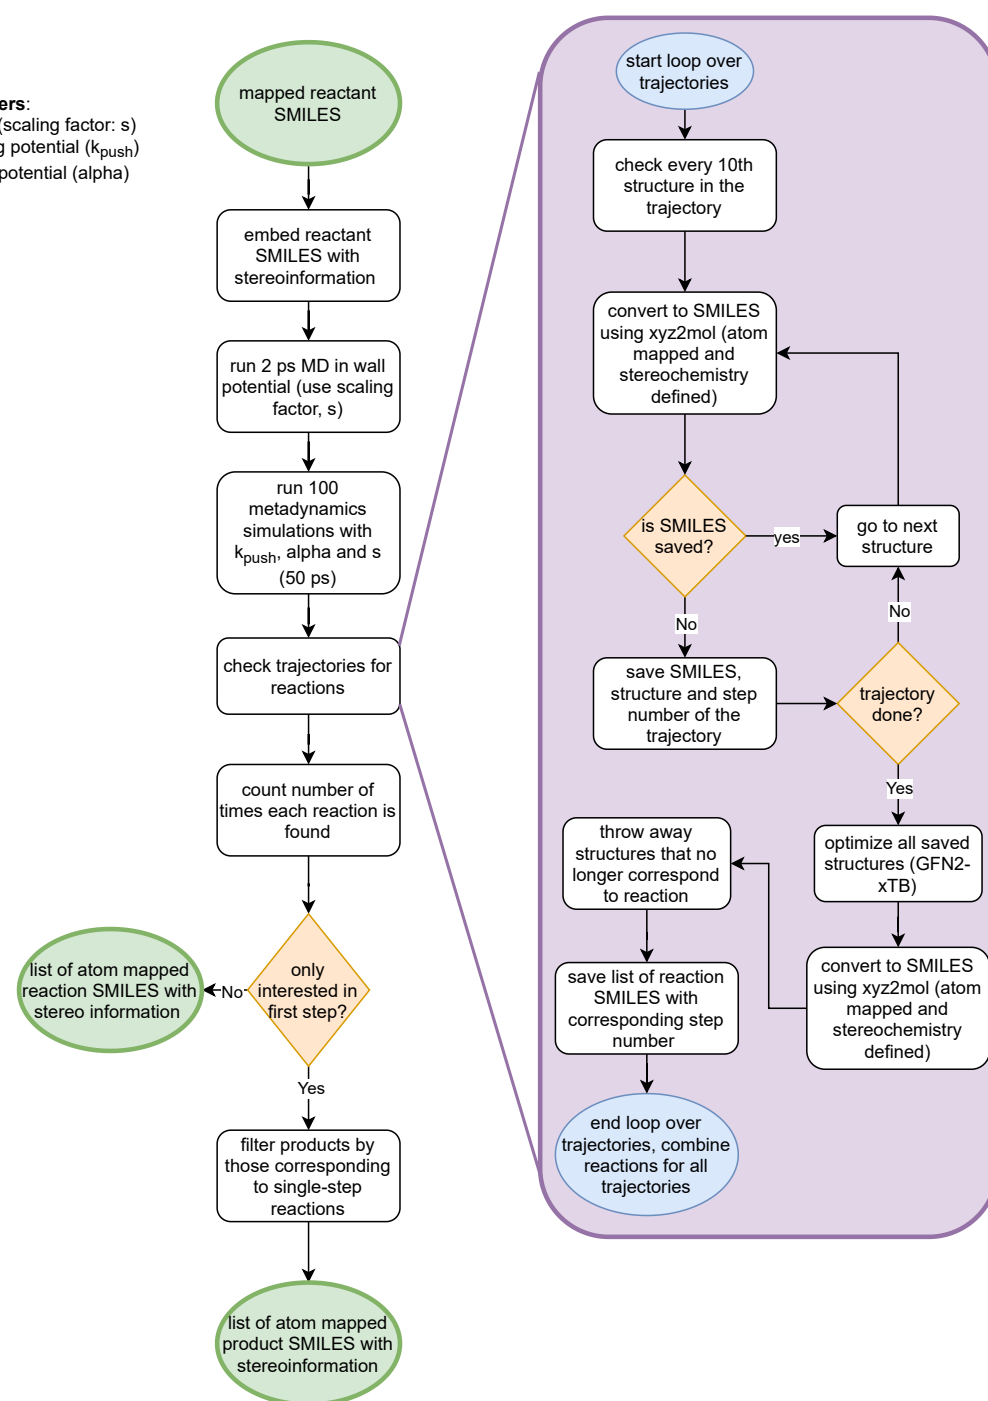 mapped reactant
SMILES
ers:
(scaling factor: s)
g potential (kpush)
potential (alpha)
embed reactant
SMILES with
stereoinformation
run 2 ps MD in wall
potential (use scaling
factor, s)
run 100
metadynamics
simulations with
kpush, alpha and s
(50 ps)
check trajectories for
reactions
count number of
times each reaction is
found
only
interested in
first step?
No
list of atom mapped
reaction SMILES with
stereo information
Yes
filter products by
those corresponding
to single-step
reactions
list of atom mapped
product SMILES with
stereoinformation
start loop over
trajectories
check every 10th
structure in the
trajectory
convert to SMILES
using xyz2mol (atom
mapped and
stereochemistry
defined)
is SMILES
saved?
yes
go to next
structure
No
save SMILES,
structure and step
number of the
trajectory
No
trajectory
done?
Yes
optimize all saved
structures (GFN2-
xTB)
convert to SMILES
using xyz2mol (atom
mapped and
stereochemistry
defined)
throw away
structures that no
longer correspond
to reaction
save list of reaction
SMILES with
corresponding step
number
end loop over
trajectories, combine
reactions for all
trajectories